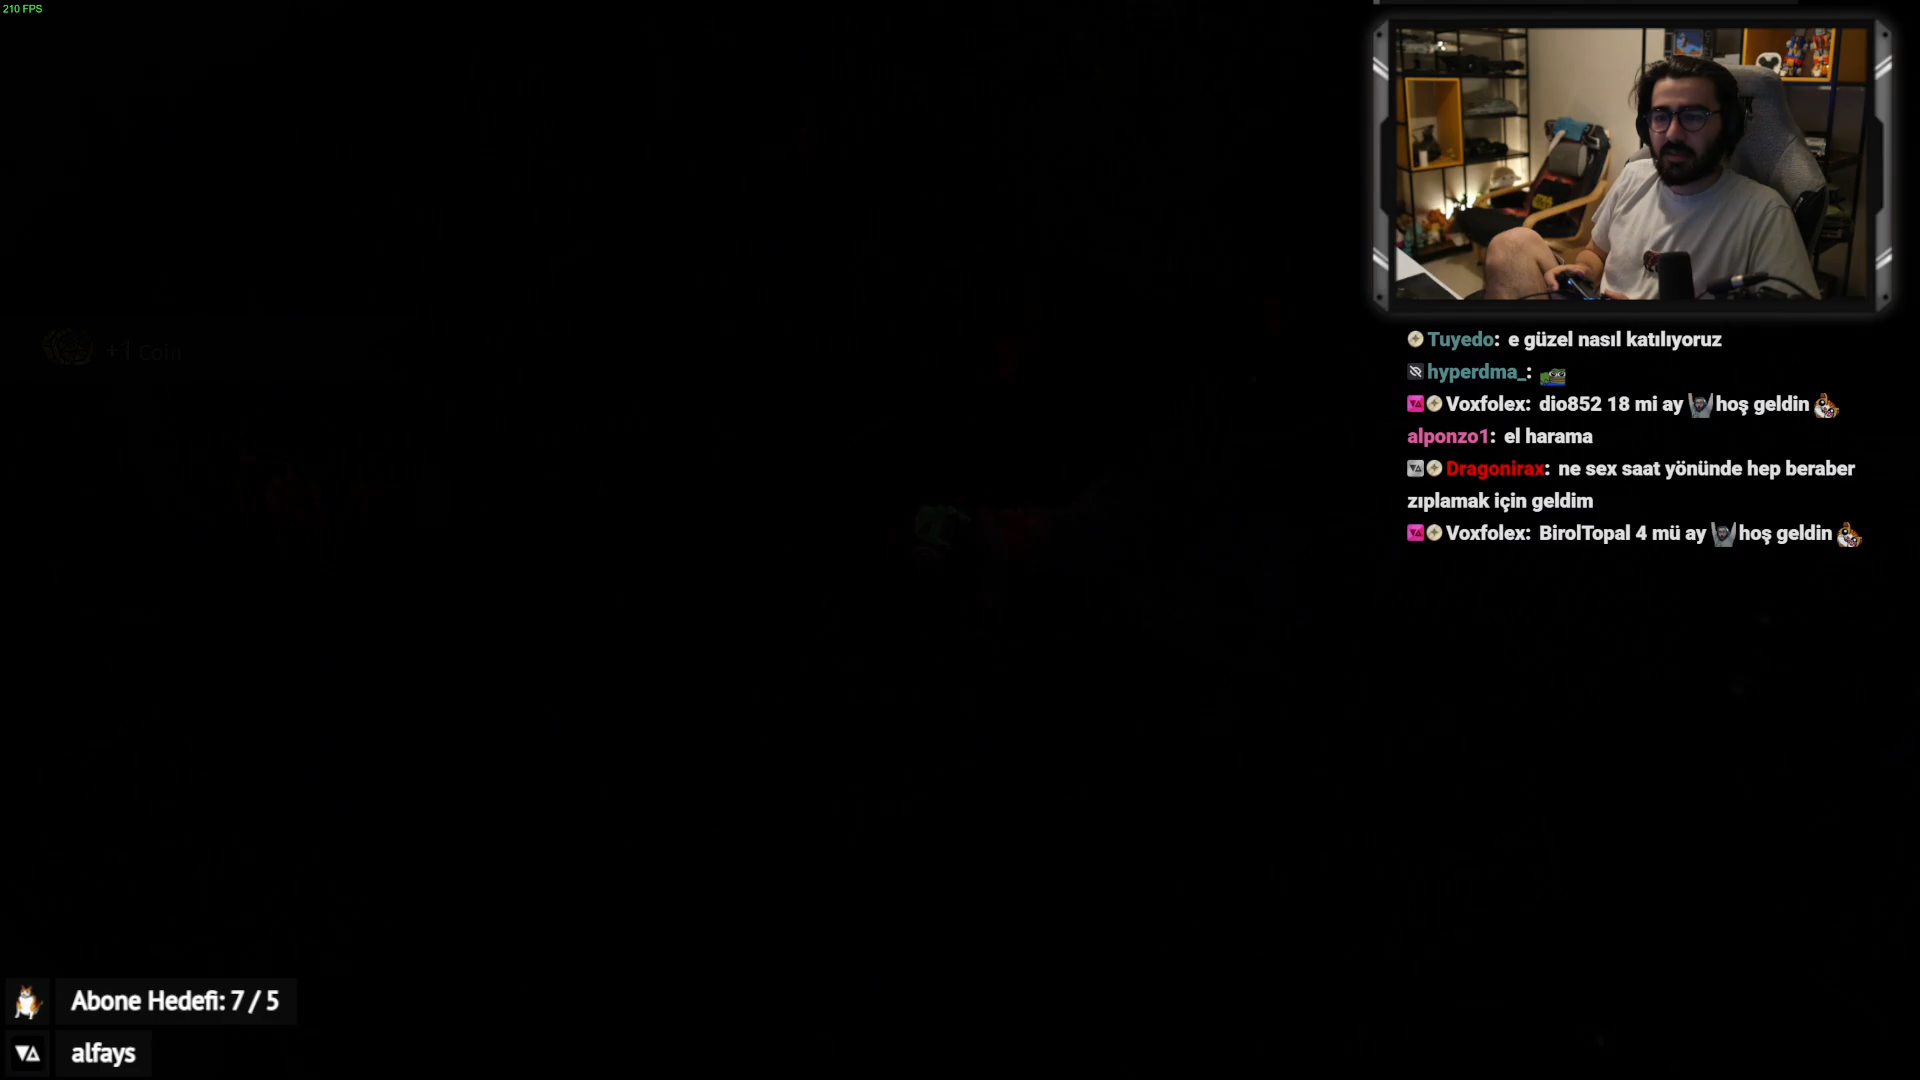 210 FPS
+1 Coin
Tuyedo: e güzel nasıl katılıyoruz
hyperdma_:
Voxfolex: dio852 18 mi ay hoş geldin
alponzo1: el harama
Dragonirax: ne sex saat yönünde hep beraber
zıplamak için geldim
Voxfolex: BirolTopal 4 mü ay hoş geldin
Abone Hedefi: 7 / 5
alfays